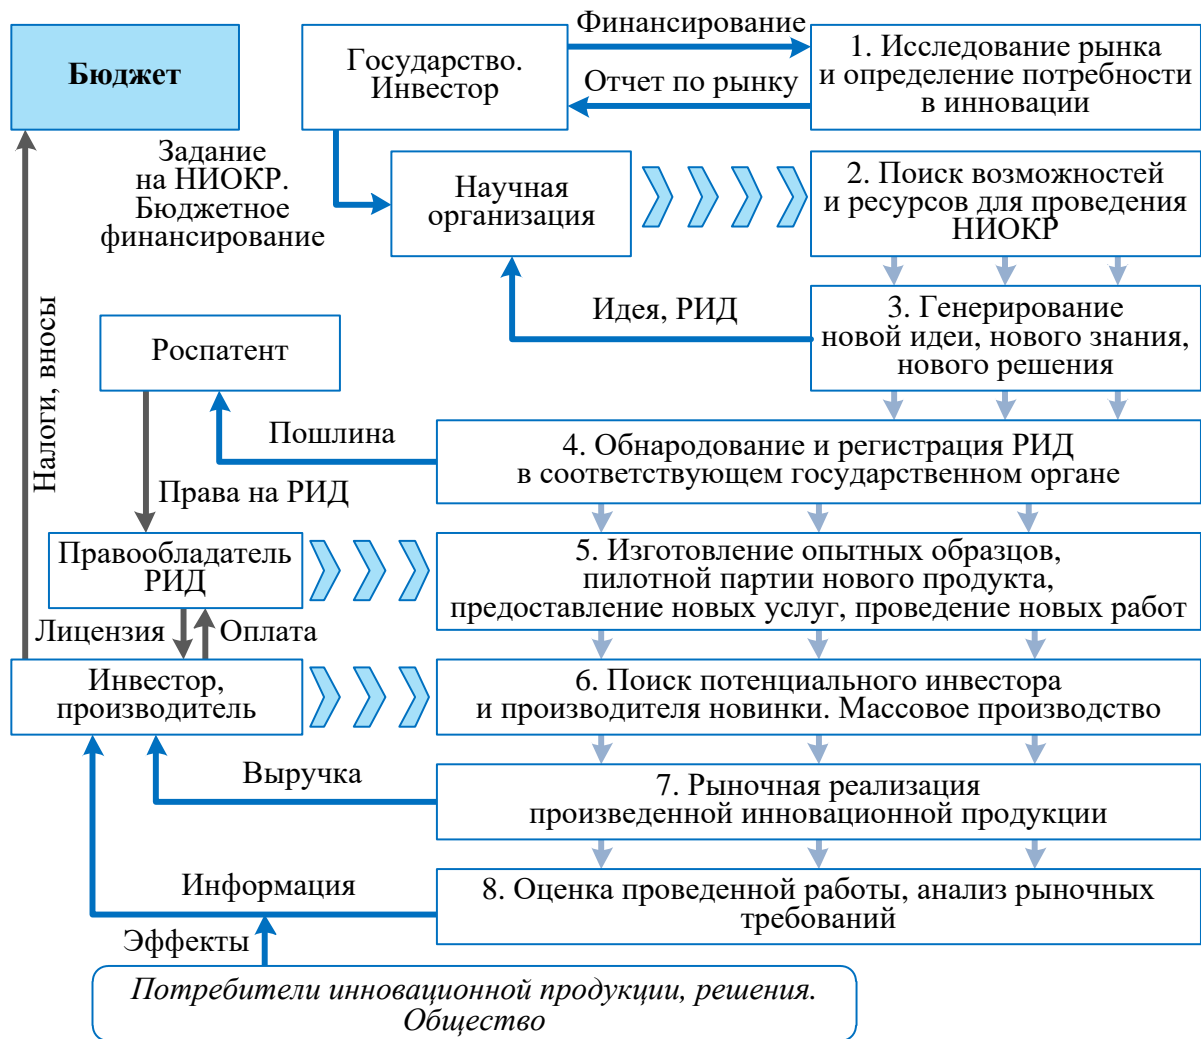 Финансирование
Бюджет
Государство.
Инвестор
1. Исследование рынка
и определение потребности
в инновации
Отчет по рынку
Задание
на НИОКР.
Бюджетное
финансирование
Научная
организация
2. Поиск возможностей
и ресурсов для проведения
НИОКР
Идея, РИД
3. Генерирование
новой идеи, нового знания,
нового решения
Налоги, вносы
Роспатент
Пошлина
4. Обнародование и регистрация РИД
в соответствующем государственном органе
Права на РИД
Правообладатель
РИД
5. Изготовление опытных образцов,
пилотной партии нового продукта,
предоставление новых услуг, проведение новых работ
Лицензия
Оплата
Инвестор,
производитель
6. Поиск потенциального инвестора
и производителя новинки. Массовое производство
Выручка
7. Рыночная реализация
произведенной инновационной продукции
Информация
8. Оценка проведенной работы, анализ рыночных
требований
Эффекты
Потребители инновационной продукции, решения.
Общество